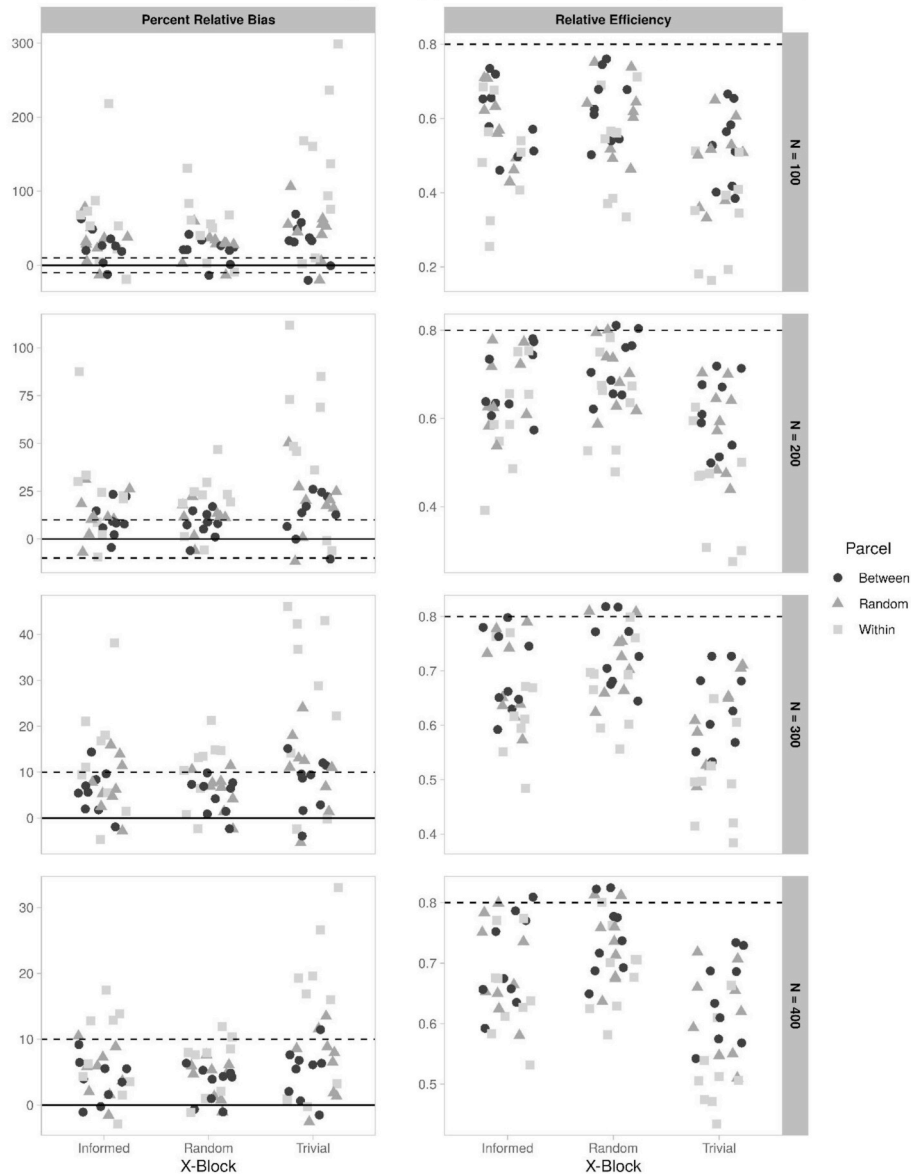 Percent Relative Bias
Relative Efficiency
300
200
100
0
0.8
0.6
0.4
0.2
N = 100
100
75
50
25
0
0.8
0.6
0.4
N = 200
40
30
20
10
0
0.8
0.7
0.6
0.5
0.4
N = 300
30
20
10
0
0.8
0.7
0.6
0.5
N = 400
Informed
Random
Trivial
X-Block
Informed
Random
Trivial
X-Block
Parcel
Between
Random
Within